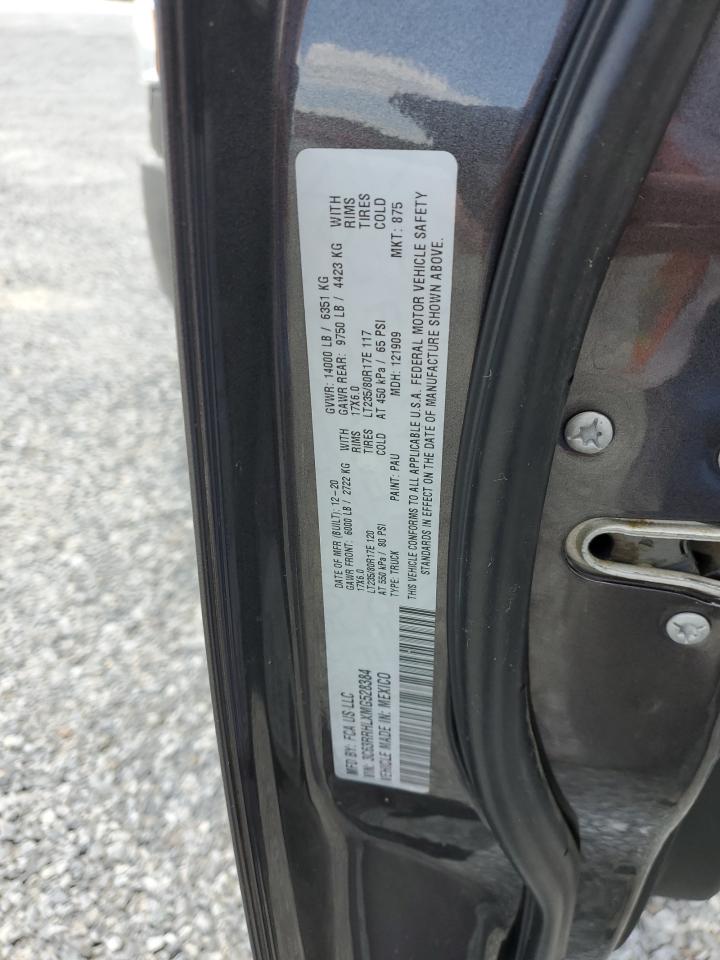 MFD BY: FCA US LLC
DATE OF MFR (BUILT): 12-20
GVWR: 14000 LB / 6351 KG
GAWR FRONT: 6000 LB / 2722 KG WITH
GAWR REAR: 9750 LB / 4423 KG WITH
17X6.0 RIMS
17X6.0 RIMS
LT235/80R17E 120 TIRES
LT235/80R17E 117 TIRES
AT 550 kPa / 80 PSI COLD
AT 450 kPa / 65 PSI COLD
VIN: 3C63RRHLXMG528384
TYPE: TRUCK PAINT: PAU MDH: 121909 MKT: 875
VEHICLE MADE IN: MEXICO
THIS VEHICLE CONFORMS TO ALL APPLICABLE U.S.A. FEDERAL MOTOR VEHICLE SAFETY
STANDARDS IN EFFECT ON THE DATE OF MANUFACTURE SHOWN ABOVE.